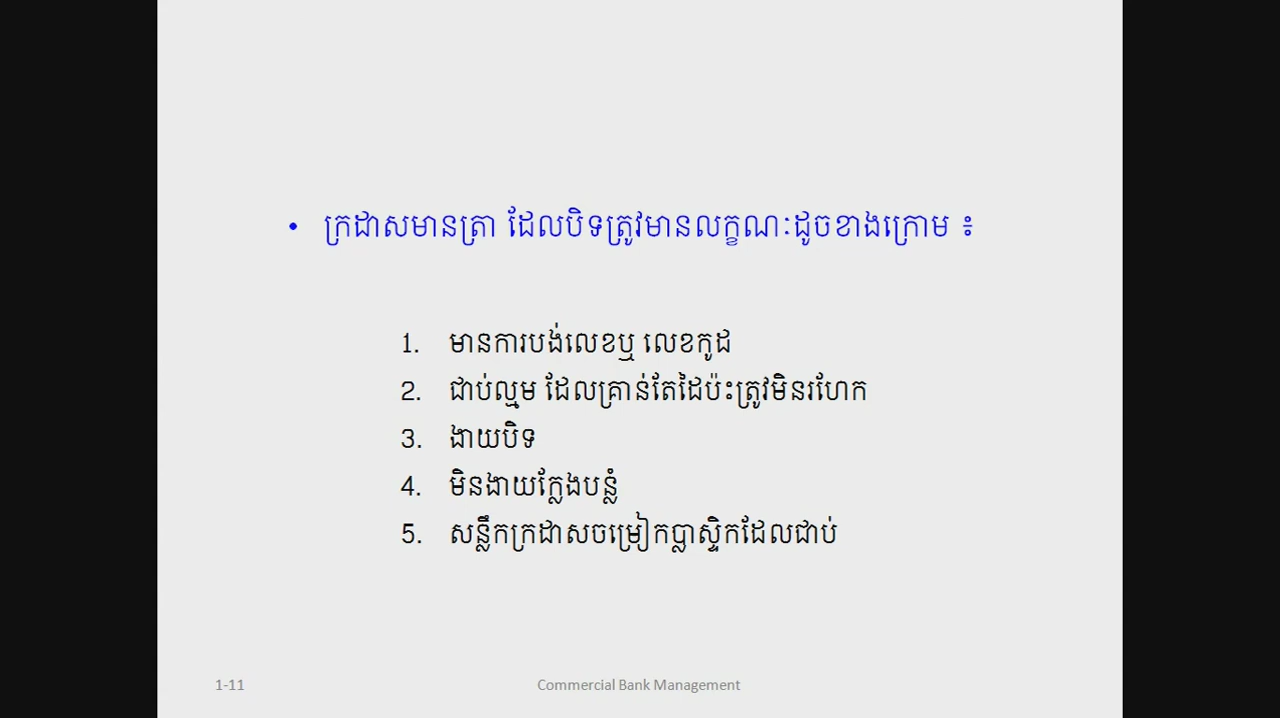 • ក្រដាសមានត្រា ដែលបិទត្រូវមានលក្ខណៈដូចខាងក្រោម ៖
1. មានការបង់លេខឬ លេខកូដ
2. ជាប់ល្មម ដែលគ្រាន់តែដៃប៉ះត្រូវមិនរហែក
3. ងាយបិទ
4. មិនងាយក្លែងបន្លំ
5. សន្លឹកក្រដាសចម្រៀកប្លាស្ទិកដែលជាប់
1-11 Commercial Bank Management